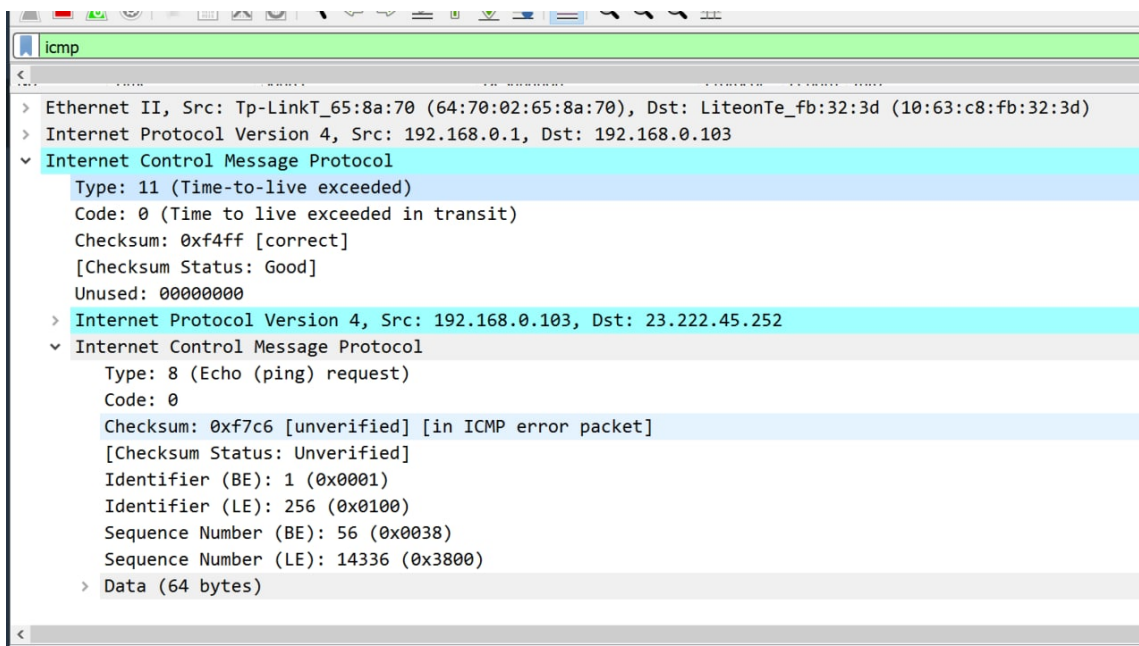 icmp
Ethernet II, Src: Tp-LinkT_65:8a:70 (64:70:02:65:8a:70), Dst: LiteonTe_fb:32:3d (10:63:c8:fb:32:3d)
Internet Protocol Version 4, Src: 192.168.0.1, Dst: 192.168.0.103
Internet Control Message Protocol
Type: 11 (Time-to-live exceeded)
Code: 0 (Time to live exceeded in transit)
Checksum: 0xf4ff [correct]
[Checksum Status: Good]
Unused: 00000000
Internet Protocol Version 4, Src: 192.168.0.103, Dst: 23.222.45.252
Internet Control Message Protocol
Type: 8 (Echo (ping) request)
Code: 0
Checksum: 0xf7c6 [unverified] [in ICMP error packet]
[Checksum Status: Unverified]
Identifier (BE): 1 (0x0001)
Identifier (LE): 256 (0x0100)
Sequence Number (BE): 56 (0x0038)
Sequence Number (LE): 14336 (0x3800)
Data (64 bytes)